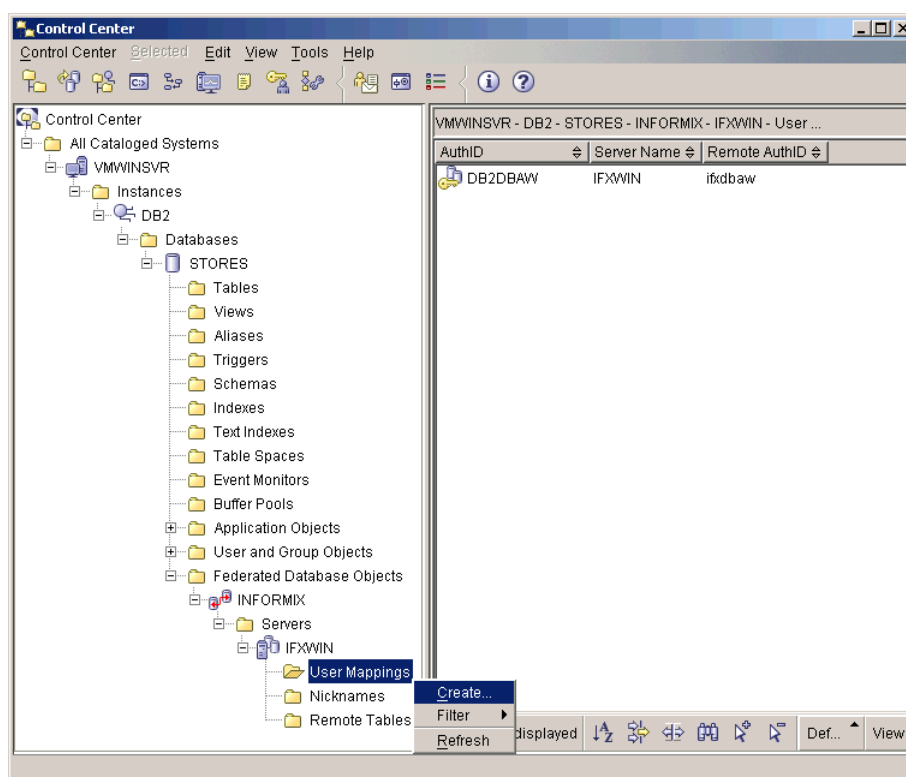 Control Center
Control Center Selected Edit View Tools Help
Control Center
All Cataloged Systems
VMWINSVR
Instances
DB2
Databases
STORES
Tables
Views
Aliases
Triggers
Schemas
Indexes
Text Indexes
Table Spaces
Event Monitors
Buffer Pools
Application Objects
User and Group Objects
Federated Database Objects
INFORMIX
Servers
IFXWIN
User Mappings
Nicknames
Remote Tables
Create...
Filter
Refresh
VMWINSVR - DB2 - STORES - INFORMIX - IFXWIN - User ...
AuthID Server Name Remote AuthID
DB2DBAW IFXWIN ifxdbaw
displayed Def... View